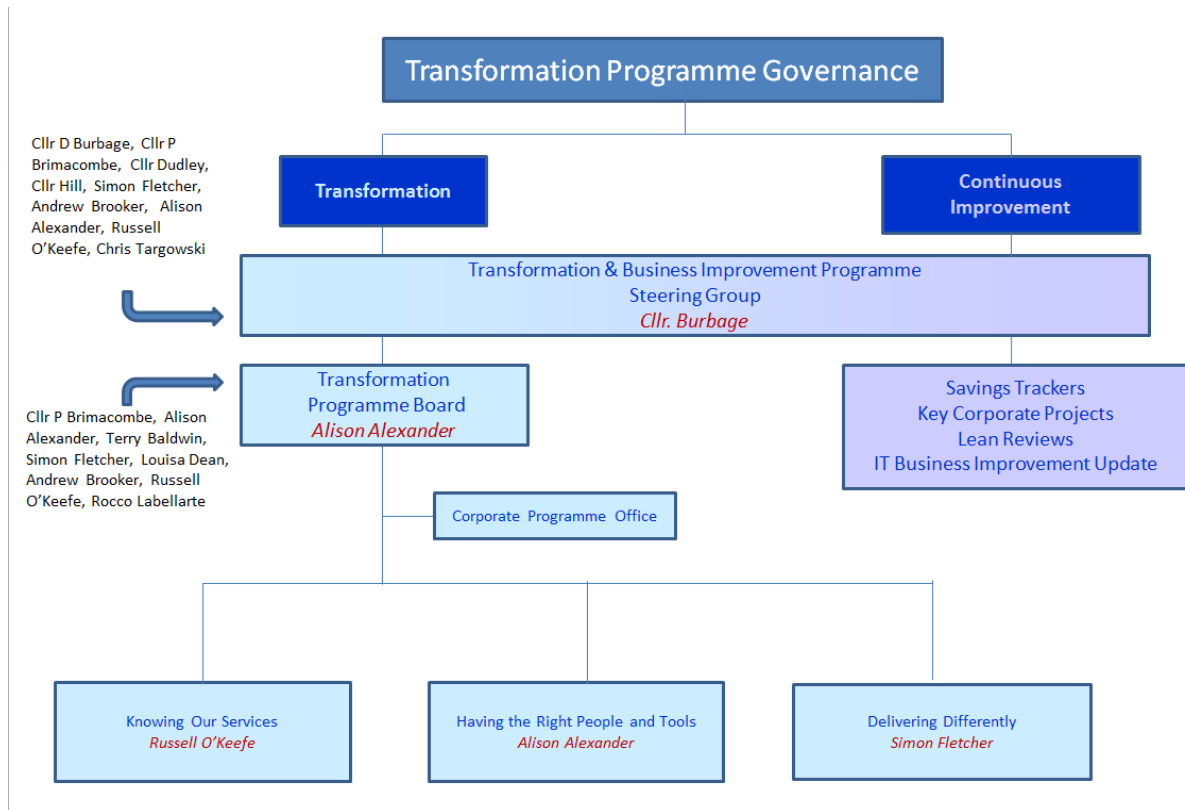 Transformation Programme Governance
Cllr D Burbage, Cllr P
Brimacombe, Cllr Dudley,
Cllr Hill, Simon Fletcher,
Andrew Brooker, Alison
Alexander, Russell
O'Keefe, Chris Targowski
Transformation
Continuous
Improvement
Transformation & Business Improvement Programme
Steering Group
Cllr. Burbage
Transformation
Programme Board
Alison Alexander
Savings Trackers
Key Corporate Projects
Lean Reviews
IT Business Improvement Update
Cllr P Brimacombe, Alison
Alexander, Terry Baldwin,
Simon Fletcher, Louisa Dean,
Andrew Brooker, Russell
O'Keefe, Rocco Labellarte
Corporate Programme Office
Knowing Our Services
Russell O'Keefe
Having the Right People and Tools
Alison Alexander
Delivering Differently
Simon Fletcher